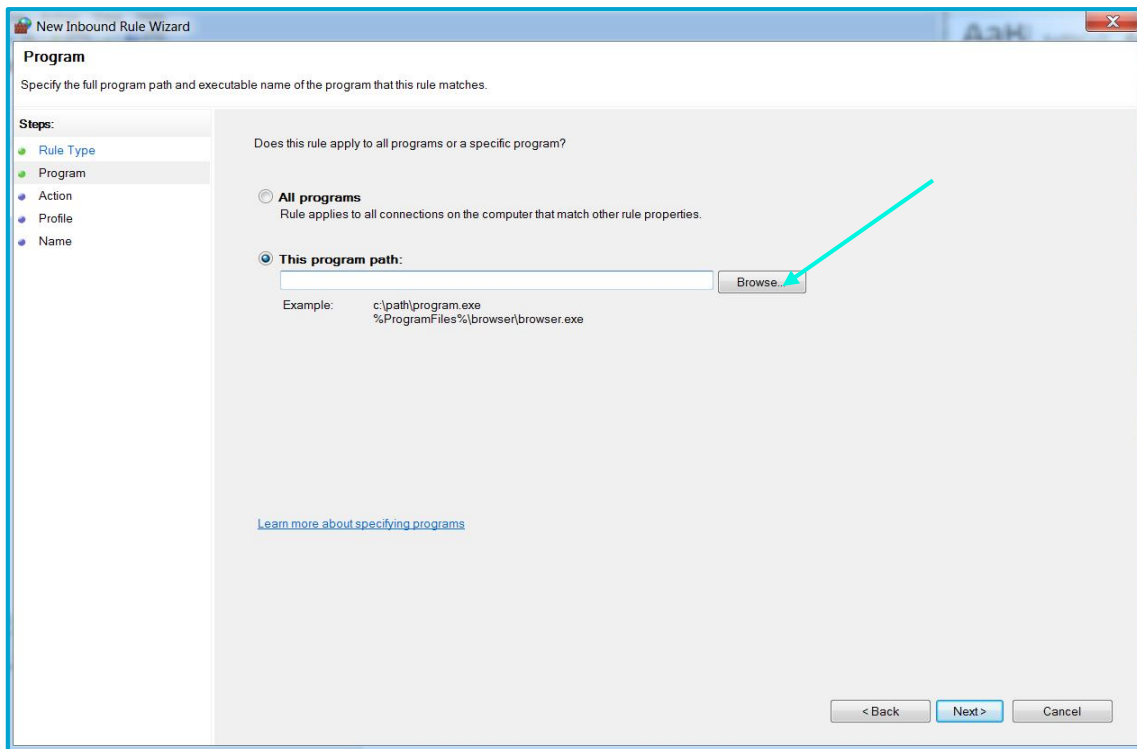 New Inbound Rule Wizard
Program
Specify the full program path and executable name of the program that this rule matches.
Steps:
Rule Type
Program
Action
Profile
Name
Does this rule apply to all programs or a specific program?
All programs
Rule applies to all connections on the computer that match other rule properties.
This program path:
Browse...
Example: c:\path\program.exe
%ProgramFiles%\browser\browser.exe
Learn more about specifying programs
< Back Next > Cancel